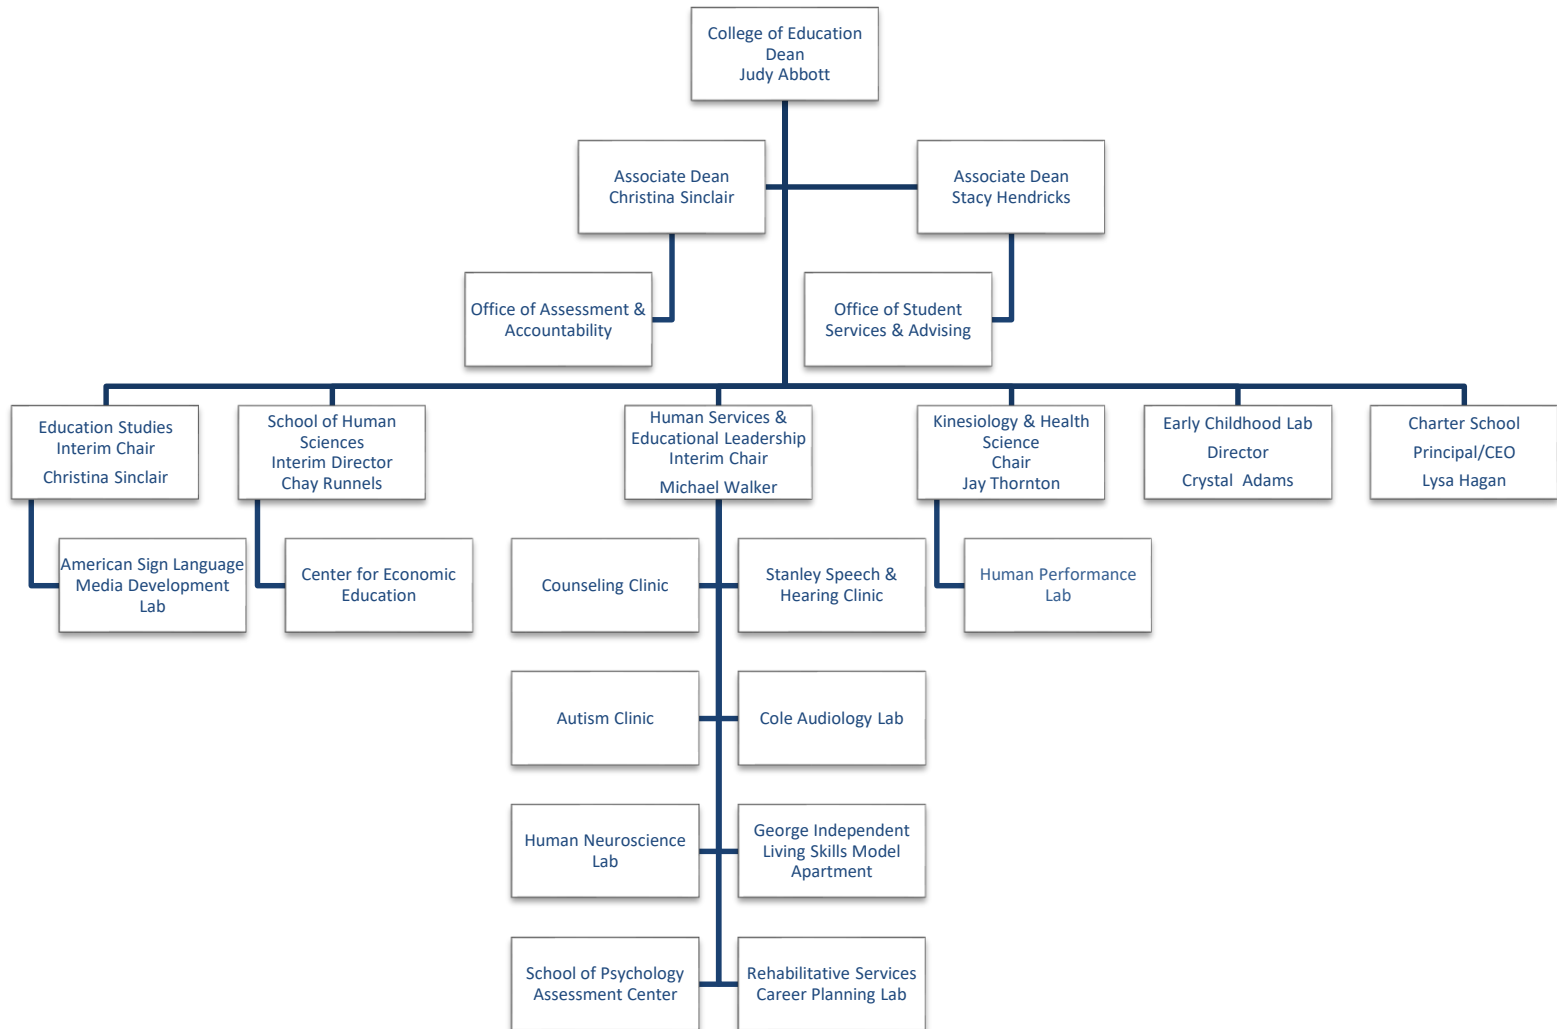 College of Education
Dean
Judy Abbott
Associate Dean
Christina Sinclair
Associate Dean
Stacy Hendricks
Office of Assessment &
Accountability
Office of Student
Services & Advising
Education Studies
Interim Chair
Christina Sinclair
School of Human
Sciences
Interim Director
Chay Runnels
Human Services &
Educational Leadership
Interim Chair
Michael Walker
Kinesiology & Health
Science
Chair
Jay Thornton
Early Childhood Lab
Director
Crystal Adams
Charter School
Principal/CEO
Lysa Hagan
American Sign Language
Media Development
Lab
Center for Economic
Education
Counseling Clinic
Stanley Speech &
Hearing Clinic
Human Performance
Lab
Autism Clinic
Cole Audiology Lab
Human Neuroscience
Lab
George Independent
Living Skills Model
Apartment
School of Psychology
Assessment Center
Rehabilitative Services
Career Planning Lab